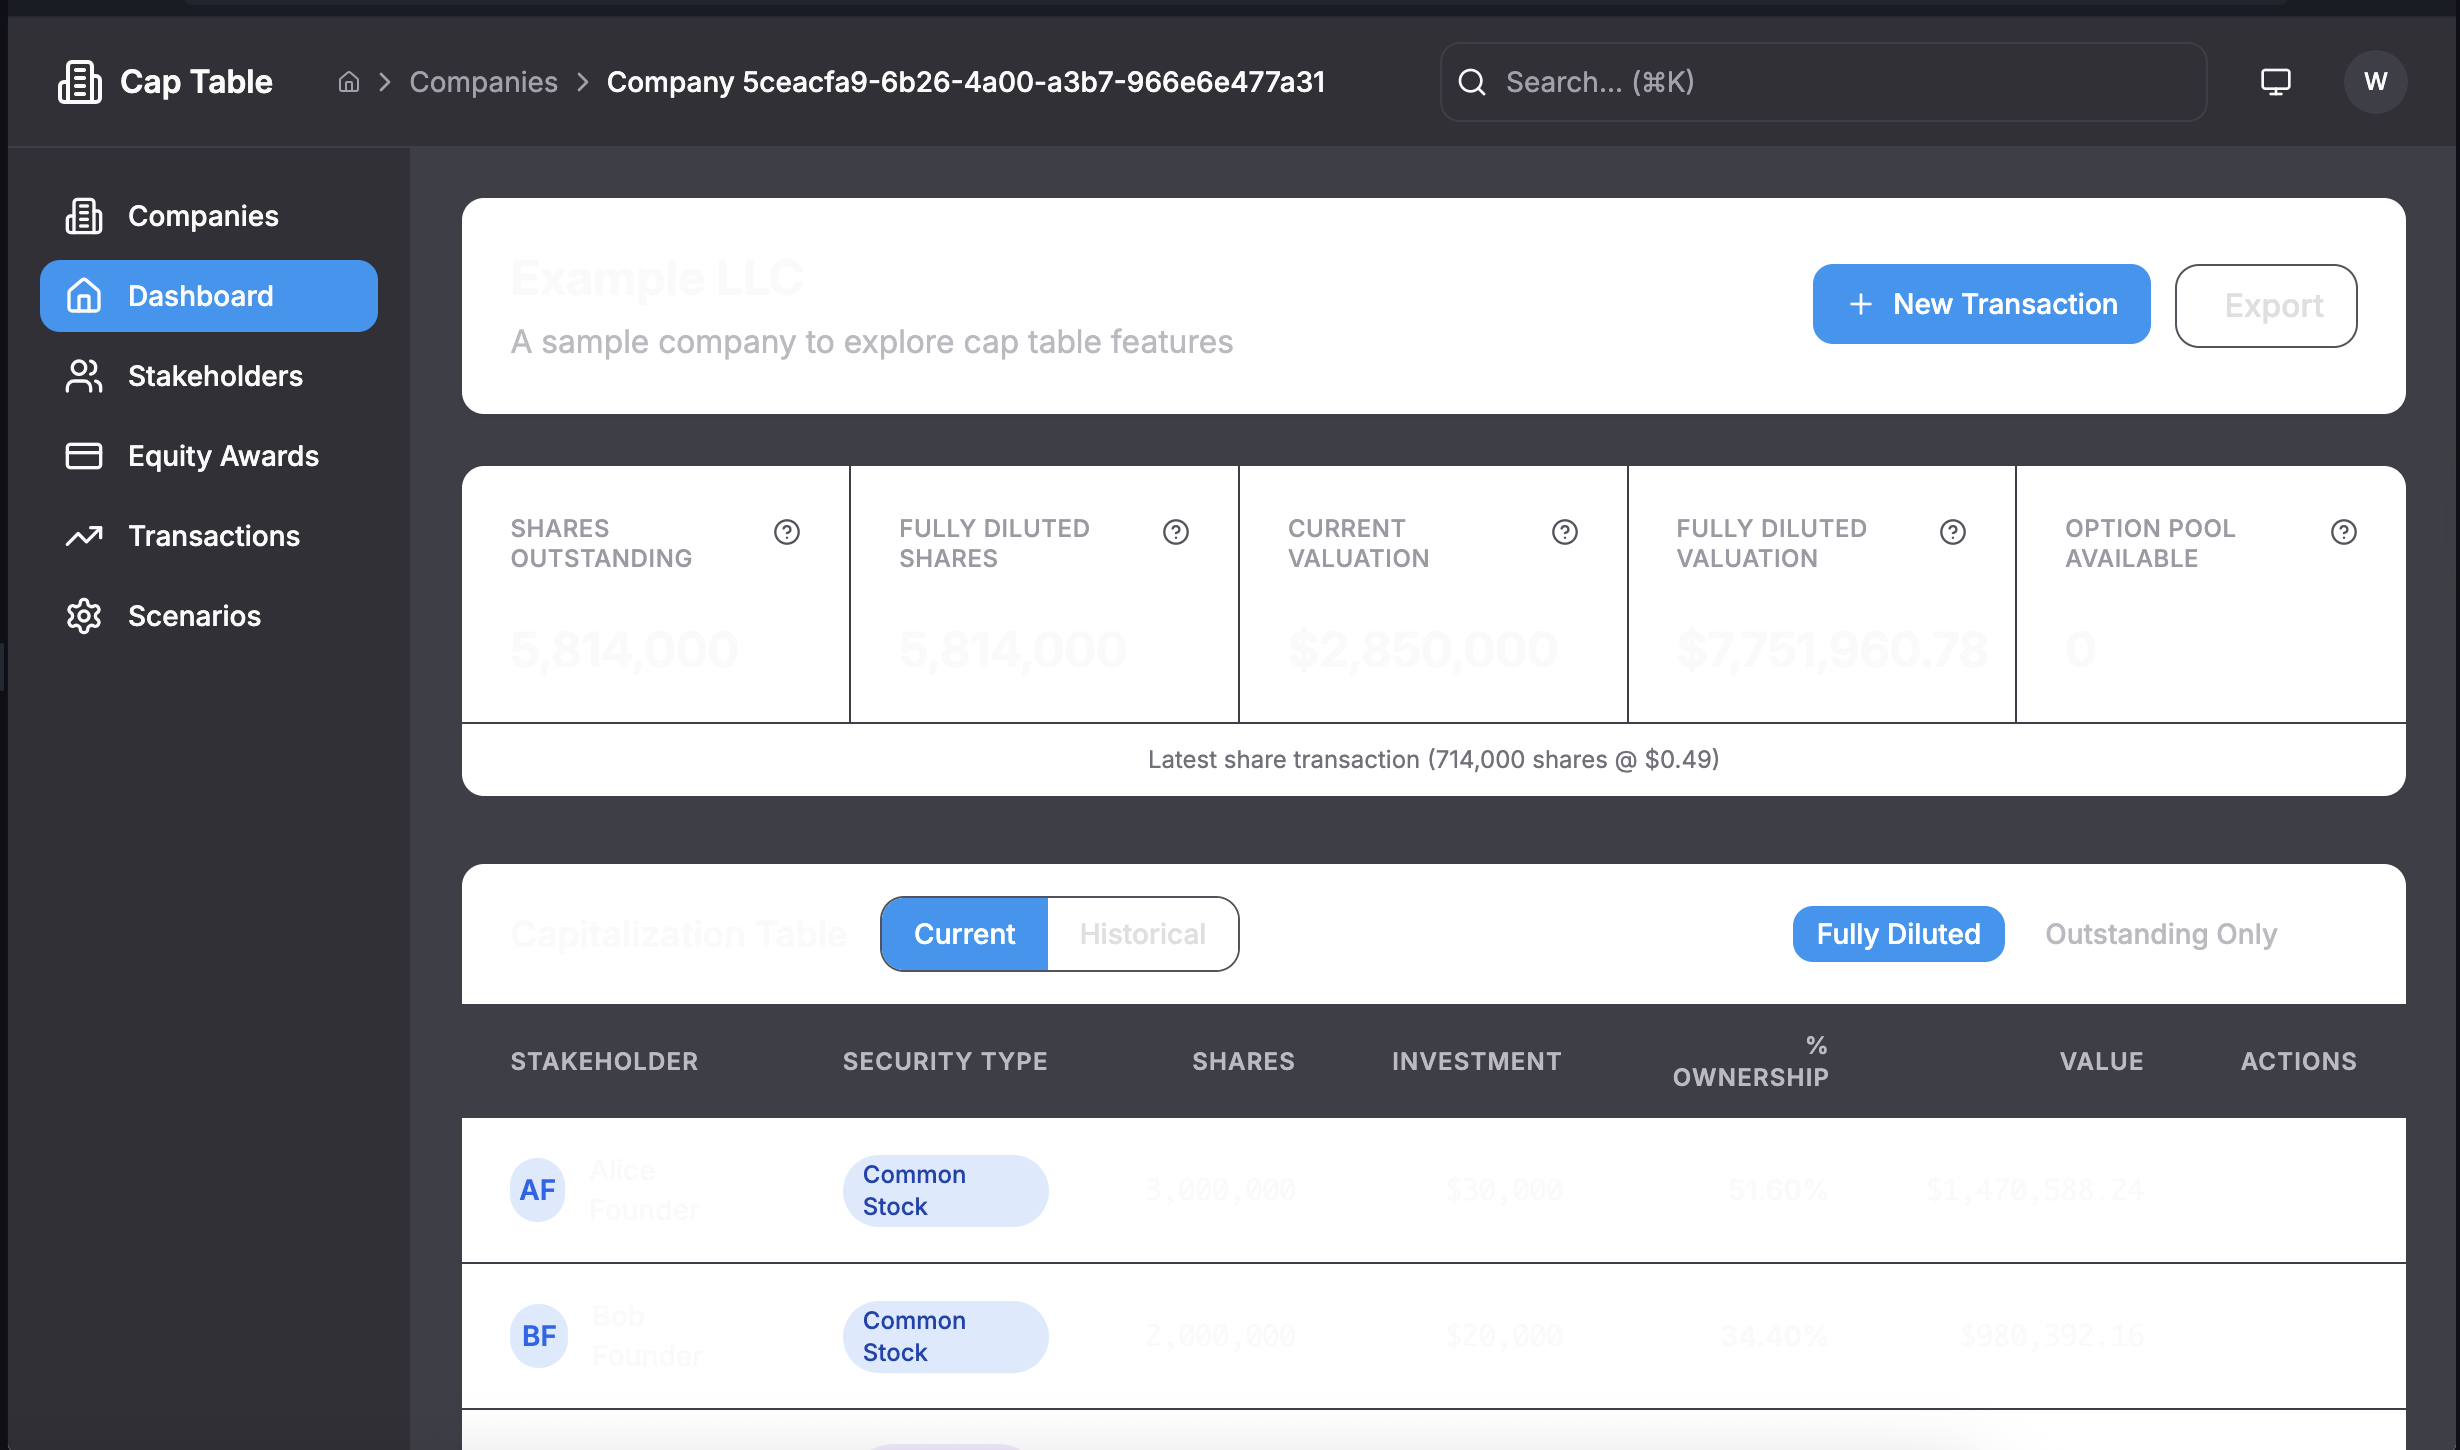 Cap Table
Companies
Company 5ceacfa9-6b26-4a00-a3b7-966e6e477a31
Search... (⌘K)
W
Companies
Dashboard
Stakeholders
Equity Awards
Transactions
Scenarios
Example LLC
A sample company to explore cap table features
+ New Transaction
Export
SHARES
OUTSTANDING
5,814,000
FULLY DILUTED
SHARES
5,814,000
CURRENT
VALUATION
$2,850,000
FULLY DILUTED
VALUATION
$7,751,960.78
OPTION POOL
AVAILABLE
0
Latest share transaction (714,000 shares @ $0.49)
Capitalization Table
Current
Historical
Fully Diluted
Outstanding Only
STAKEHOLDER
SECURITY TYPE
SHARES
INVESTMENT
%
OWNERSHIP
VALUE
ACTIONS
AF
Alice
Founder
Common
Stock
3,000,000
$30,000
51.60%
$1,470,588.24
BF
Bob
Founder
Common
Stock
2,000,000
$20,000
34.40%
$980,392.16